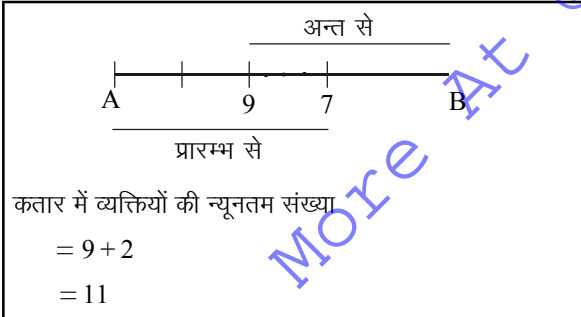 अन्त से
A 9 7 B
प्रारम्भ से
कतार में व्यक्तियों की न्यूनतम संख्या
= 9 + 2
= 11
More At